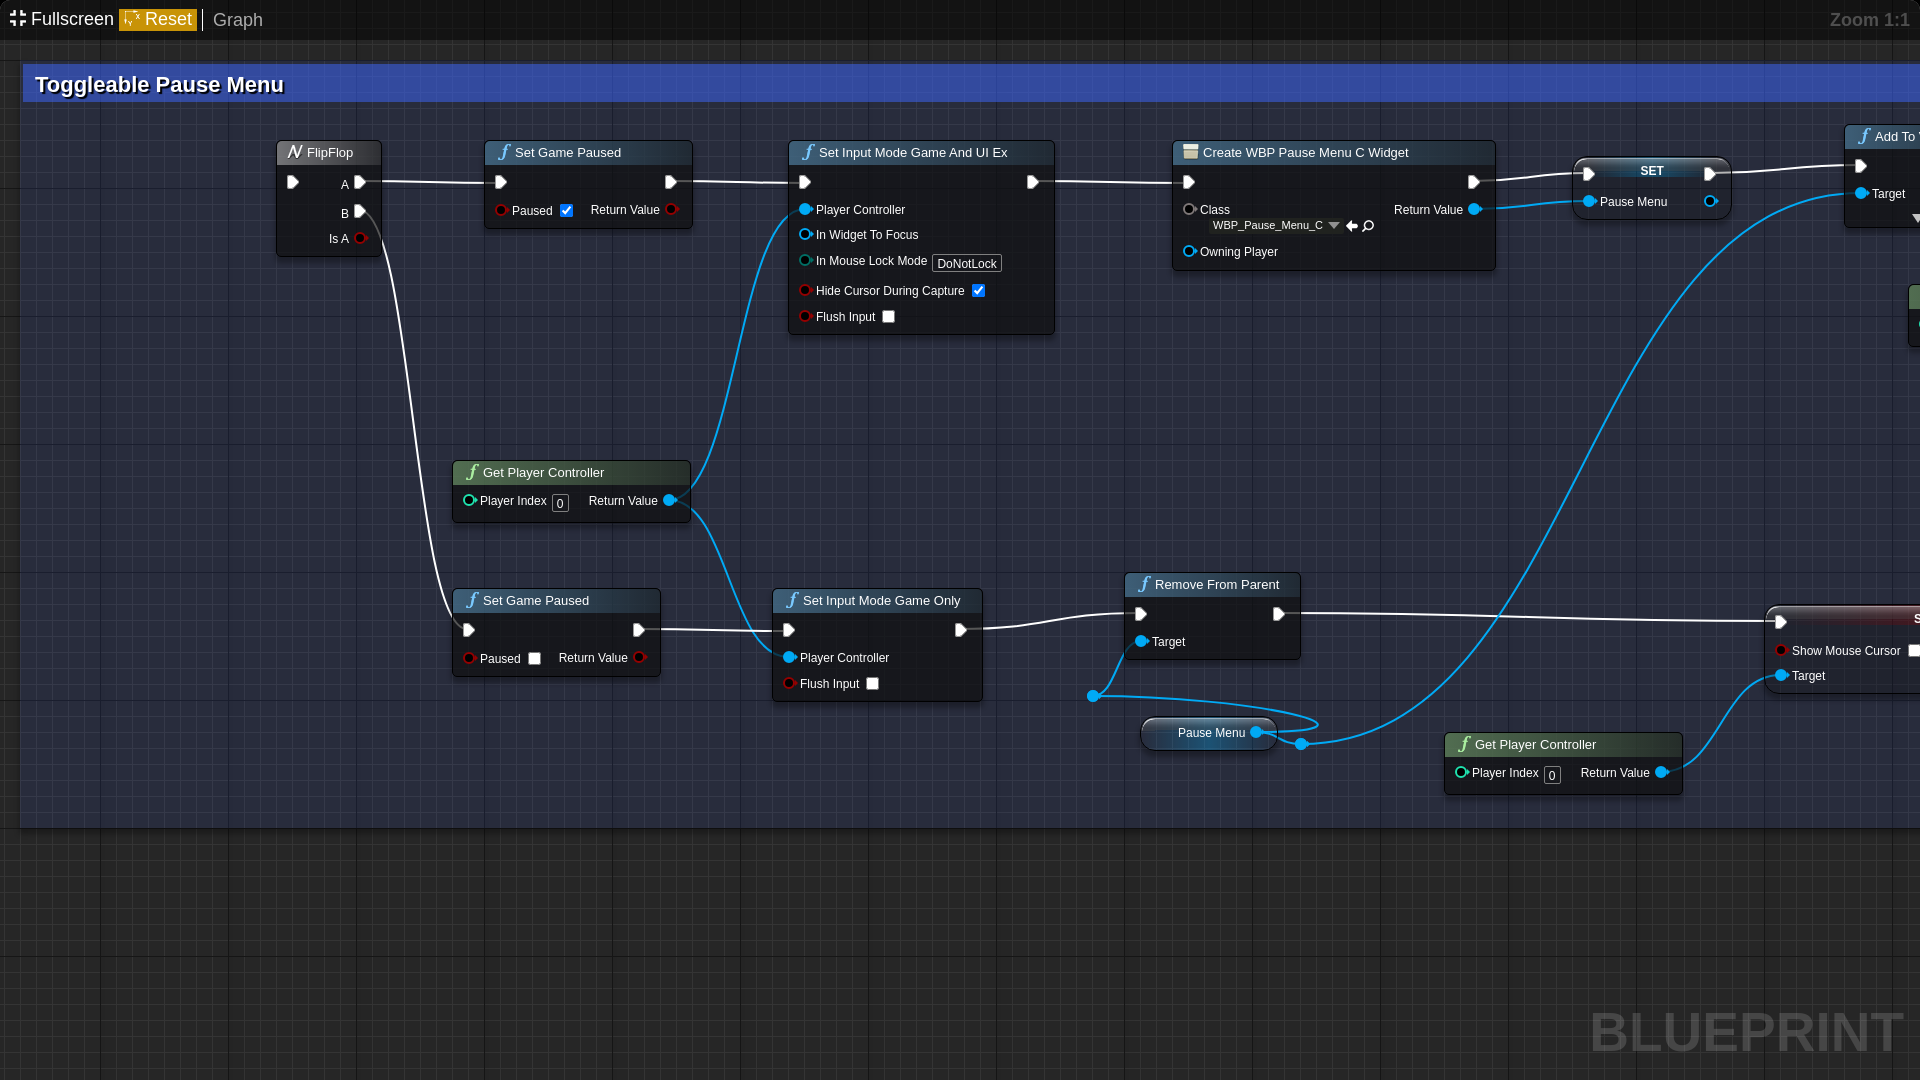 Fullscreen Reset Graph Zoom 1:1
Toggleable Pause Menu
FlipFlop
A
B
Is A
Set Game Paused
Paused Return Value
Set Input Mode Game And UI Ex
Player Controller
In Widget To Focus
In Mouse Lock Mode DoNotLock
Hide Cursor During Capture
Flush Input
Create WBP Pause Menu C Widget
Class Return Value
WBP_Pause_Menu_C
Owning Player
SET
Pause Menu
Add To
Target
Get Player Controller
Player Index 0 Return Value
Set Game Paused
Paused Return Value
Set Input Mode Game Only
Player Controller
Flush Input
Remove From Parent
Target
Pause Menu
Get Player Controller
Player Index 0 Return Value
S
Show Mouse Cursor
Target
BLUEPRINT